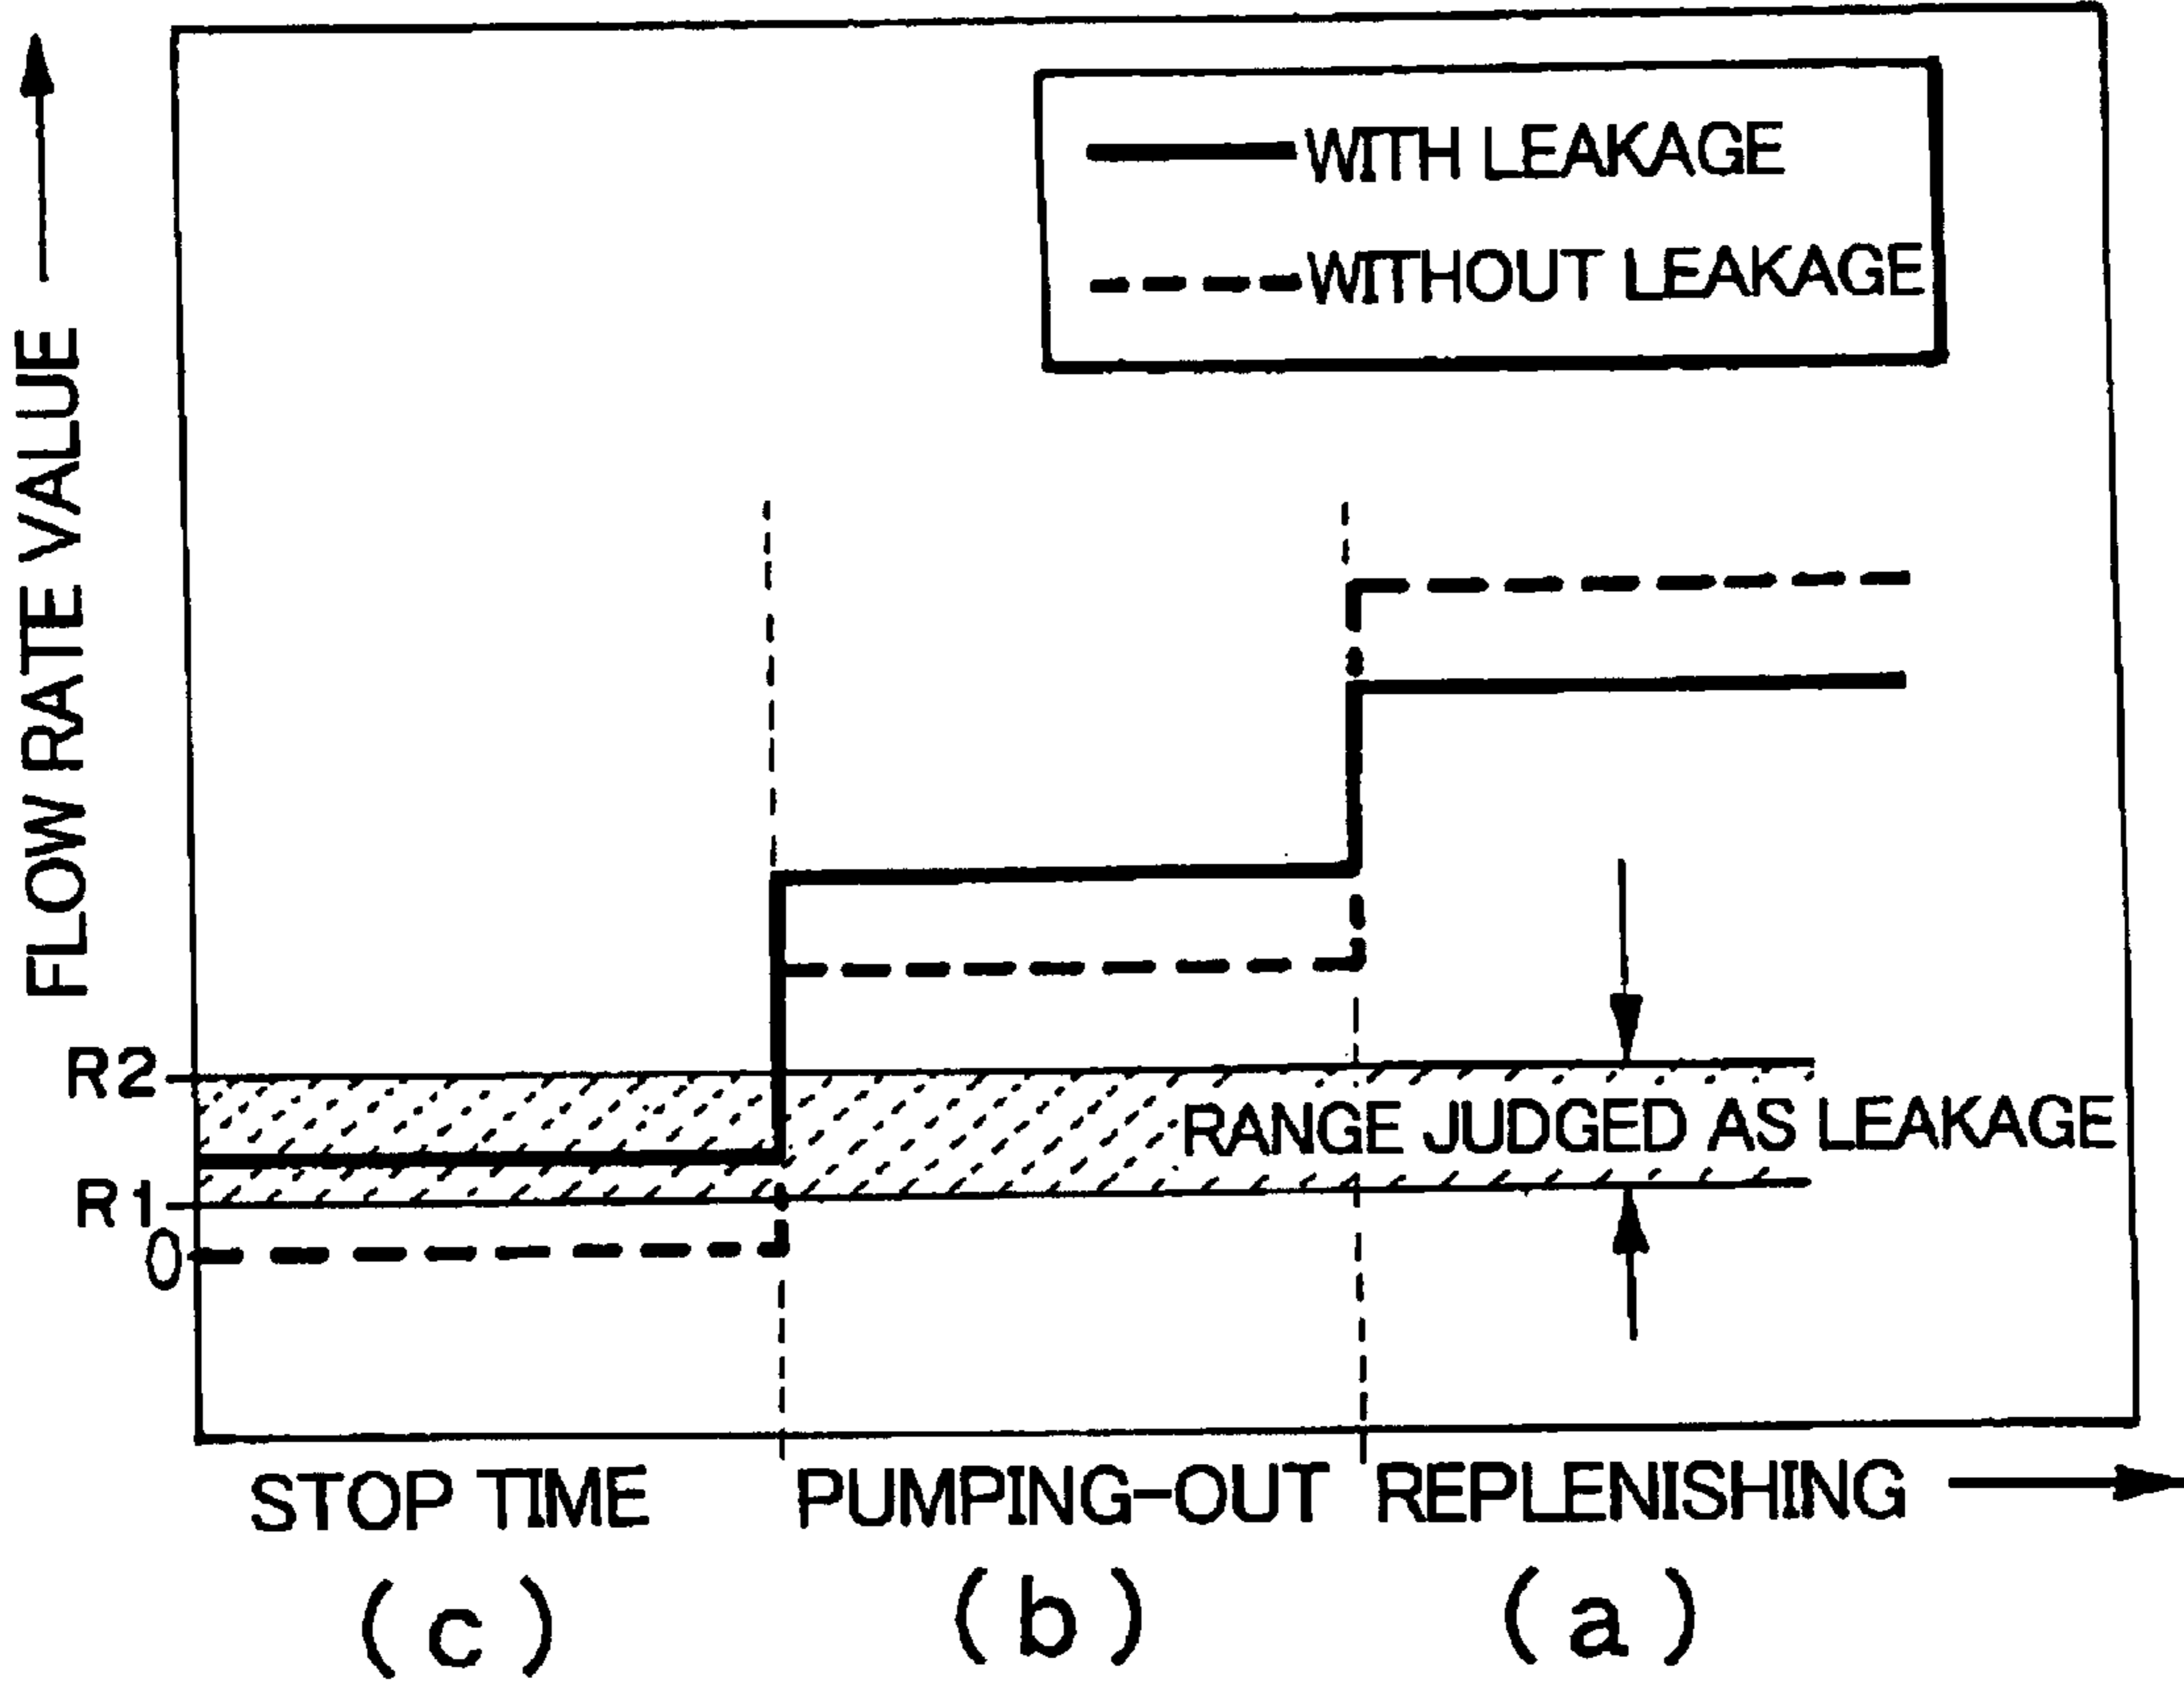 WITH LEAKAGE
WITHOUT LEAKAGE
FLOW RATE VALUE
R2
RANGE JUDGED AS LEAKAGE
R1
0
STOP TIME
PUMPING-OUT
REPLENISHING
(c)
(b)
(a)